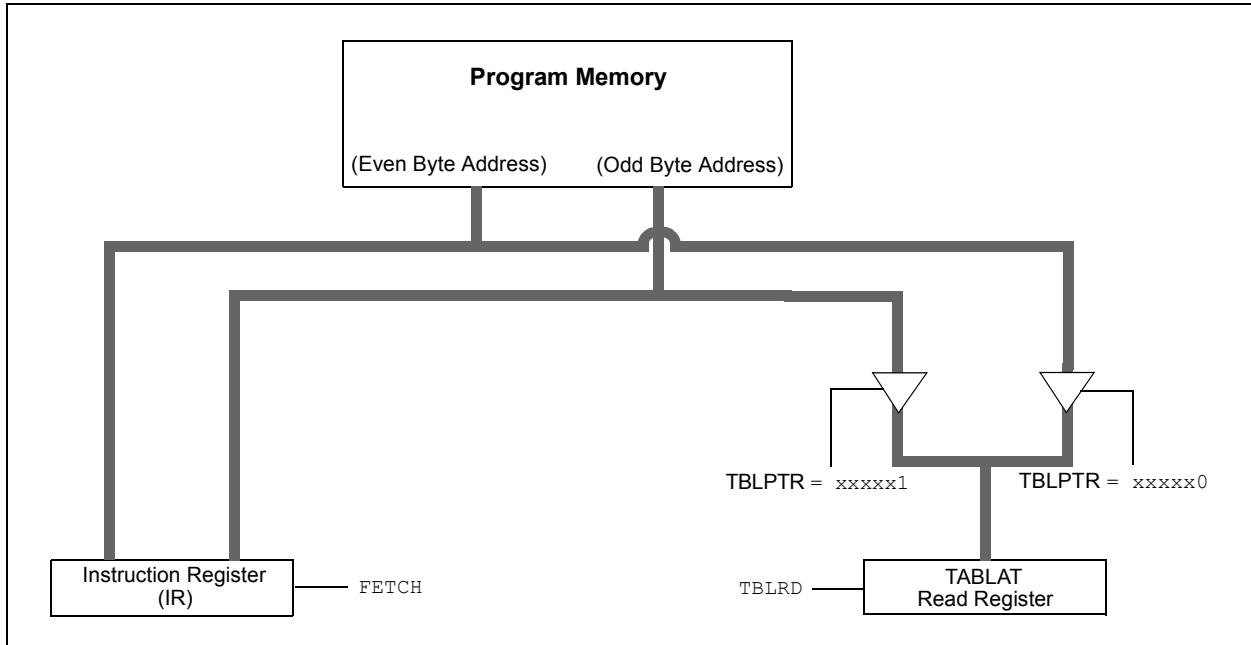 Program Memory
(Even Byte Address) (Odd Byte Address)
TBLPTR = xxxxx1 TBLPTR = xxxxx0
Instruction Register
(IR)
FETCH
TBLRD
TABLAT
Read Register